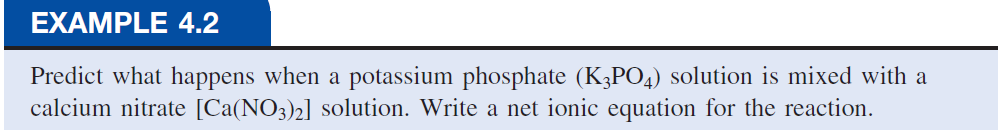 EXAMPLE 4.2
Predict what happens when a potassium phosphate (K₃PO₄) solution is mixed with a
calcium nitrate [Ca(NO₃)₂] solution. Write a net ionic equation for the reaction.